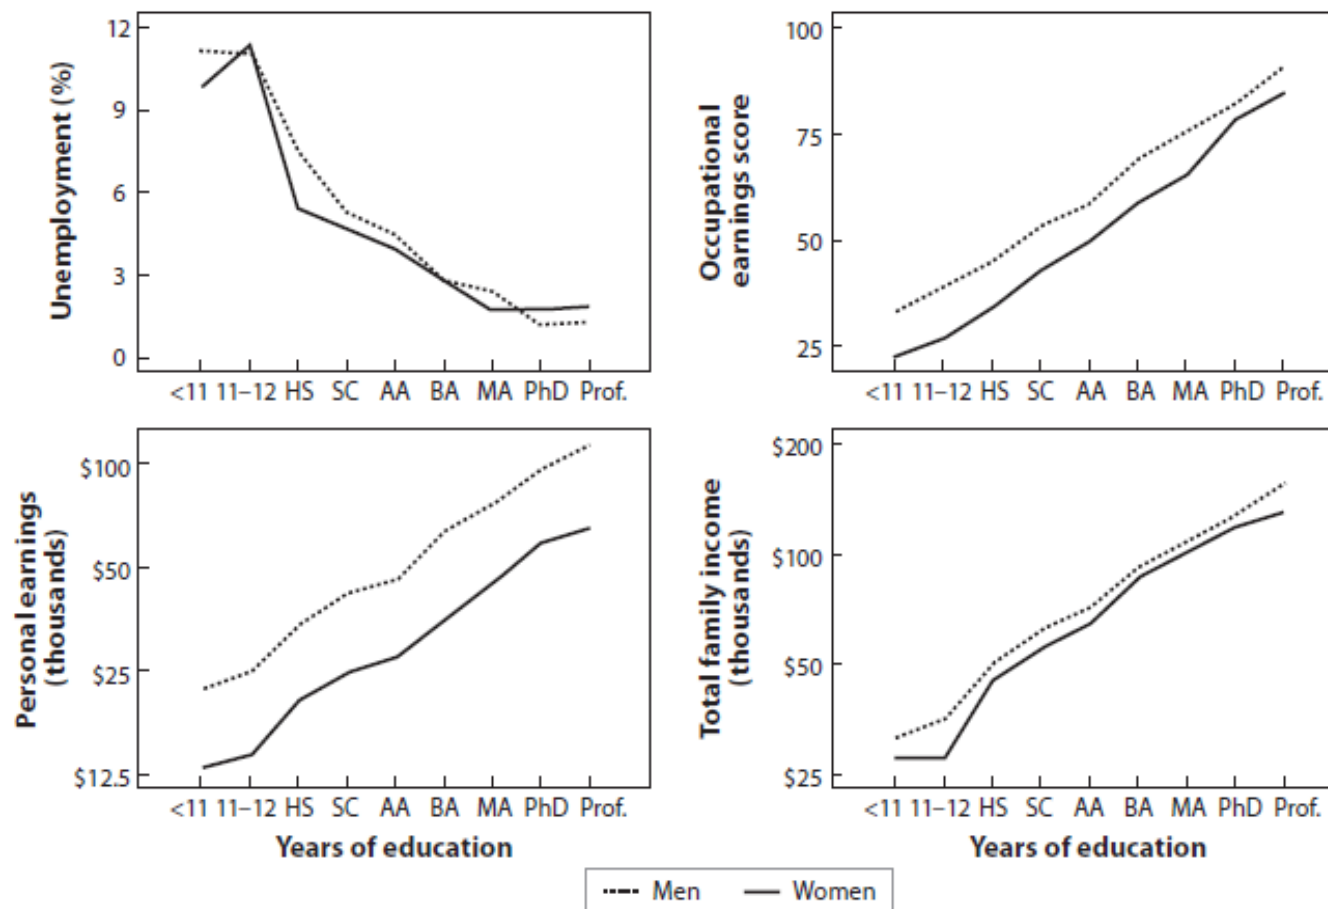 Unemployment (%)
12
9
6
3
0
<11 11–12 HS SC AA BA MA PhD Prof.
Occupational
earnings score
100
75
50
25
<11 11–12 HS SC AA BA MA PhD Prof.
Personal earnings
(thousands)
$100
$50
$25
$12.5
<11 11–12 HS SC AA BA MA PhD Prof.
Years of education
Total family income
(thousands)
$200
$100
$50
$25
<11 11–12 HS SC AA BA MA PhD Prof.
Years of education
Men Women